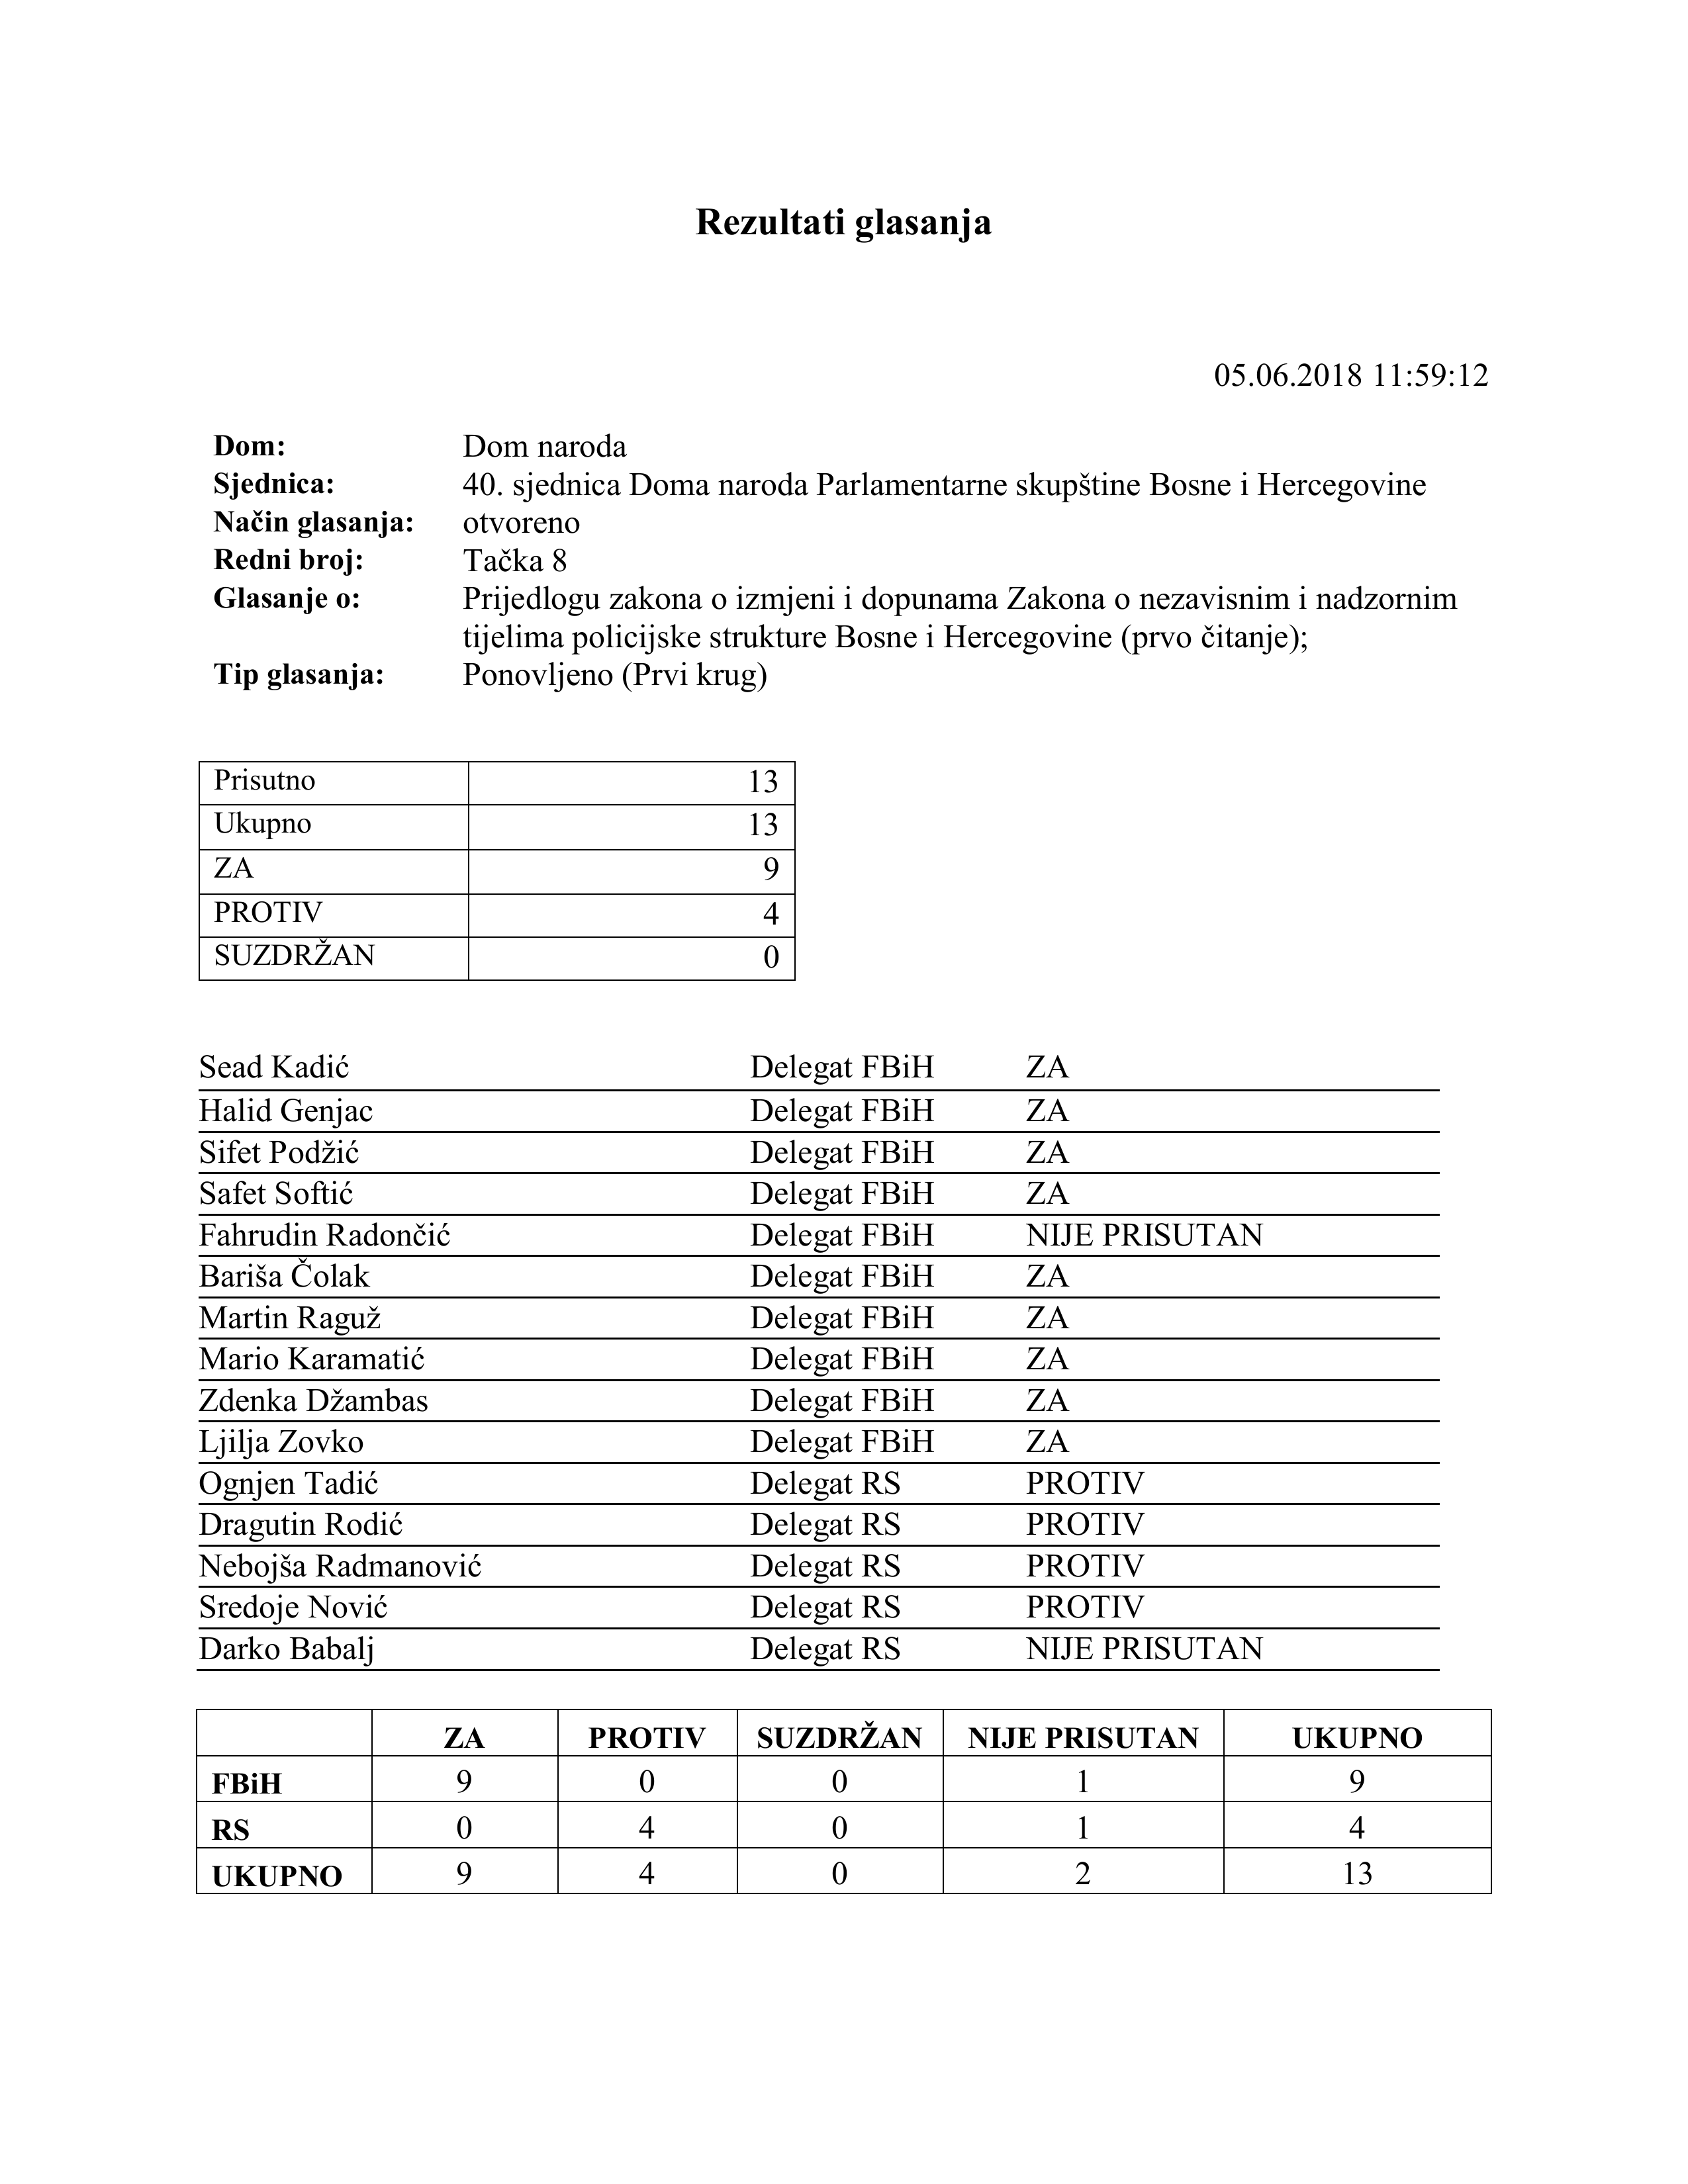 Rezultati glasanja
05.06.2018 11:59:12
Dom: Dom naroda
Sjednica: 40. sjednica Doma naroda Parlamentarne skupštine Bosne i Hercegovine
Način glasanja: otvoreno
Redni broj: Tačka 8
Glasanje o: Prijedlogu zakona o izmjeni i dopunama Zakona o nezavisnim i nadzornim
tijelima policijske strukture Bosne i Hercegovine (prvo čitanje);
Tip glasanja: Ponovljeno (Prvi krug)
Prisutno 13
Ukupno 13
ZA 9
PROTIV 4
SUZDRŽAN 0
Sead Kadić Delegat FBiH ZA
Halid Genjac Delegat FBiH ZA
Sifet Podžić Delegat FBiH ZA
Safet Softić Delegat FBiH ZA
Fahrudin Radončić Delegat FBiH NIJE PRISUTAN
Bariša Čolak Delegat FBiH ZA
Martin Raguž Delegat FBiH ZA
Mario Karamatić Delegat FBiH ZA
Zdenka Džambas Delegat FBiH ZA
Ljilja Zovko Delegat FBiH ZA
Ognjen Tadić Delegat RS PROTIV
Dragutin Rodić Delegat RS PROTIV
Nebojša Radmanović Delegat RS PROTIV
Sredoje Nović Delegat RS PROTIV
Darko Babalj Delegat RS NIJE PRISUTAN
ZA PROTIV SUZDRŽAN NIJE PRISUTAN UKUPNO
FBiH 9 0 0 1 9
RS 0 4 0 1 4
UKUPNO 9 4 0 2 13